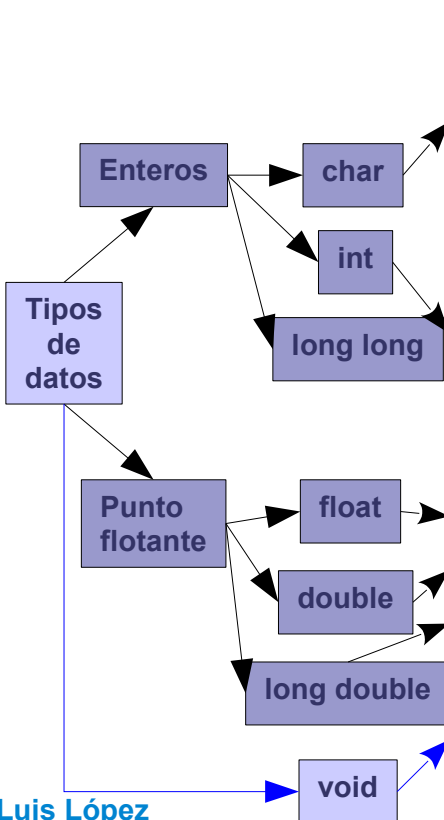 Enteros
char
int
long long
Tipos
de
datos
Punto
flotante
float
double
long double
void
Luis López